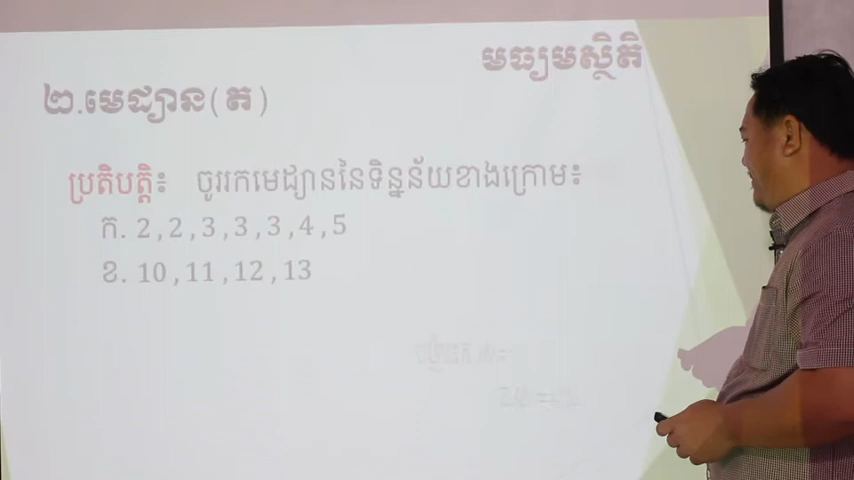 មធ្យមស្ថិតិ
២.មេដ្យាន(ត)
ប្រតិបត្តិ៖ ចូររកមេដ្យាននៃទិន្នន័យខាងក្រោម៖
ក. 2,2,3,3,3,4,5
ខ. 10,11,12,13